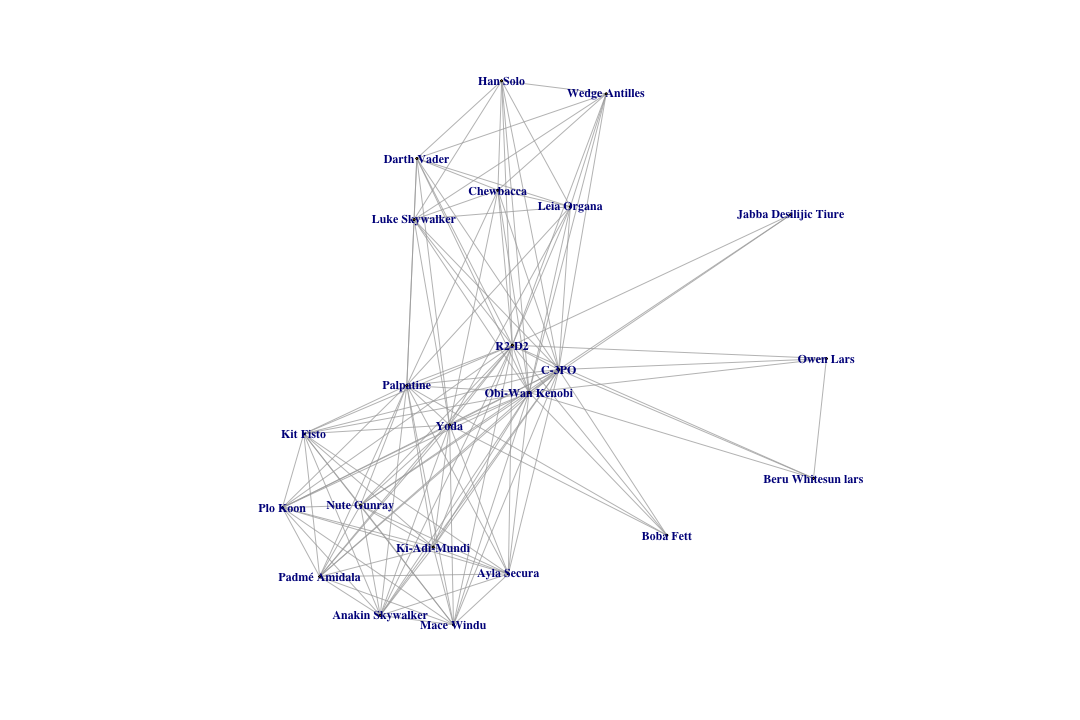 Han Solo
Wedge Antilles
Darth Vader
Chewbacca
Leia Organa
Jabba Desilijic Tiure
Luke Skywalker
R2-D2
Owen Lars
C-3PO
Palpatine
Obi-Wan Kenobi
Yoda
Kit Fisto
Beru Whitesun lars
Nute Gunray
Plo Koon
Boba Fett
Ki-Adi-Mundi
Ayla Secura
Padmé Amidala
Anakin Skywalker
Mace Windu